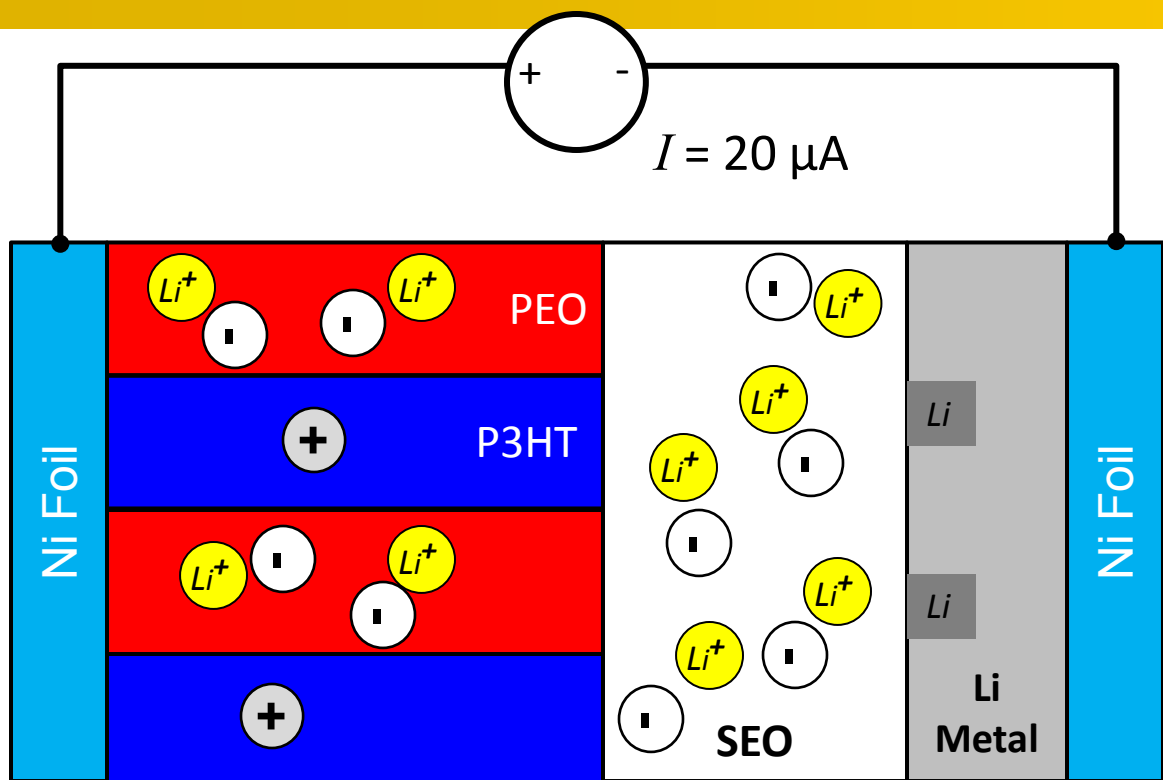 + -
I = 20 µA
Li⁺ Li⁺ - - PEO
+ P3HT
Li⁺ - Li⁺ -
+
- Li⁺
Li⁺ -
Li⁺ -
Li⁺ -
Li⁺ -
SEO
Li
Li
Li
Metal
Ni Foil
Ni Foil